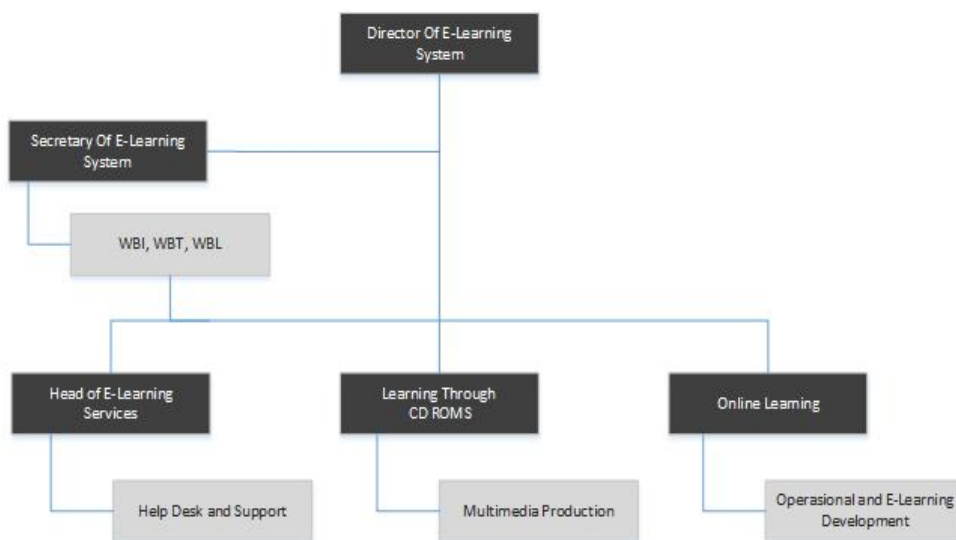 Director Of E-Learning
System
Secretary Of E-Learning
System
WBI, WBT, WBL
Head of E-Learning
Services
Learning Through
CD ROMS
Online Learning
Help Desk and Support
Multimedia Production
Operasional and E-Learning
Development